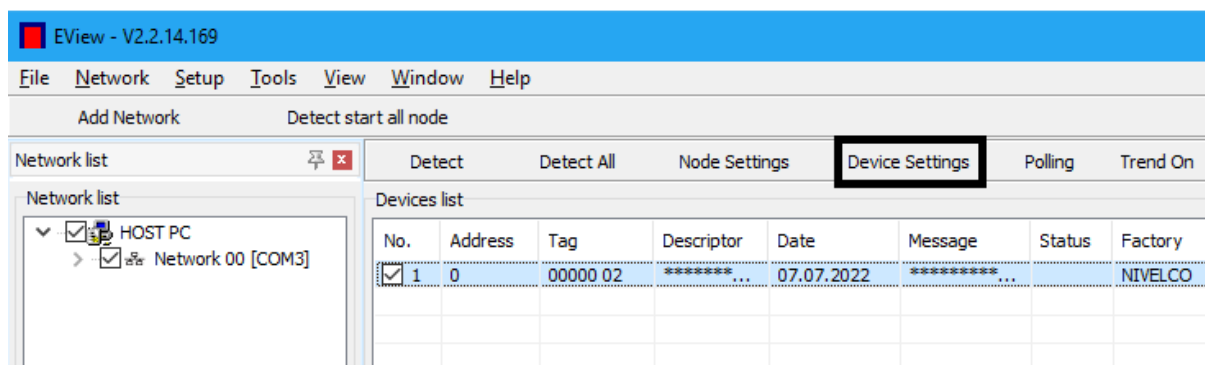 EView - V2.2.14.169
File Network Setup Tools View Window Help
Add Network Detect start all node
Network list
Detect Detect All Node Settings Device Settings Polling Trend On
Network list
HOST PC
Network 00 [COM3]
Devices list
No. Address Tag Descriptor Date Message Status Factory
1 0 00000 02 *******... 07.07.2022 *********... NIVELCO